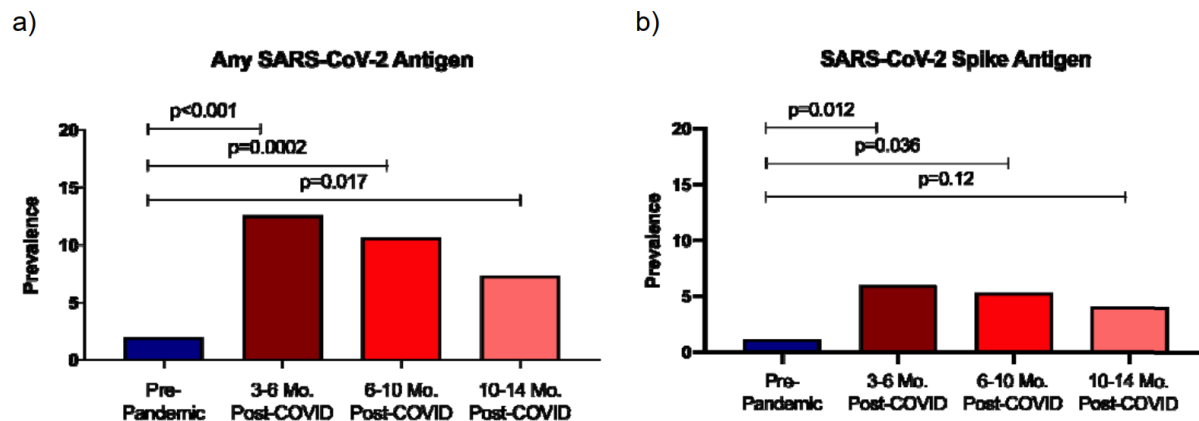 a)
Any SARS-CoV-2 Antigen
p<0.001
p=0.0002
p=0.017
20
15
10
5
0
Prevalence
Pre-
Pandemic
3-6 Mo.
Post-COVID
6-10 Mo.
Post-COVID
10-14 Mo.
Post-COVID
b)
SARS-CoV-2 Spike Antigen
p=0.012
p=0.036
p=0.12
20
15
10
5
0
Prevalence
Pre-
Pandemic
3-6 Mo.
Post-COVID
6-10 Mo.
Post-COVID
10-14 Mo.
Post-COVID